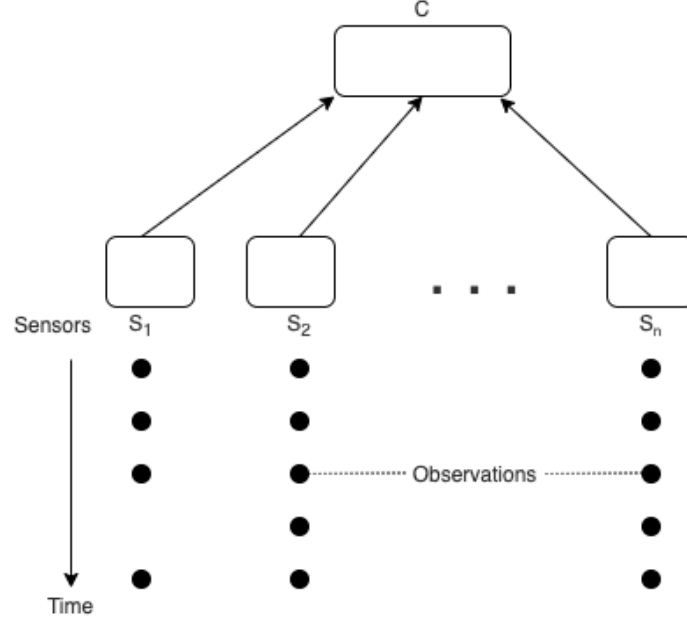 C
Sensors
S1
S2
. . .
Sn
Observations
Time